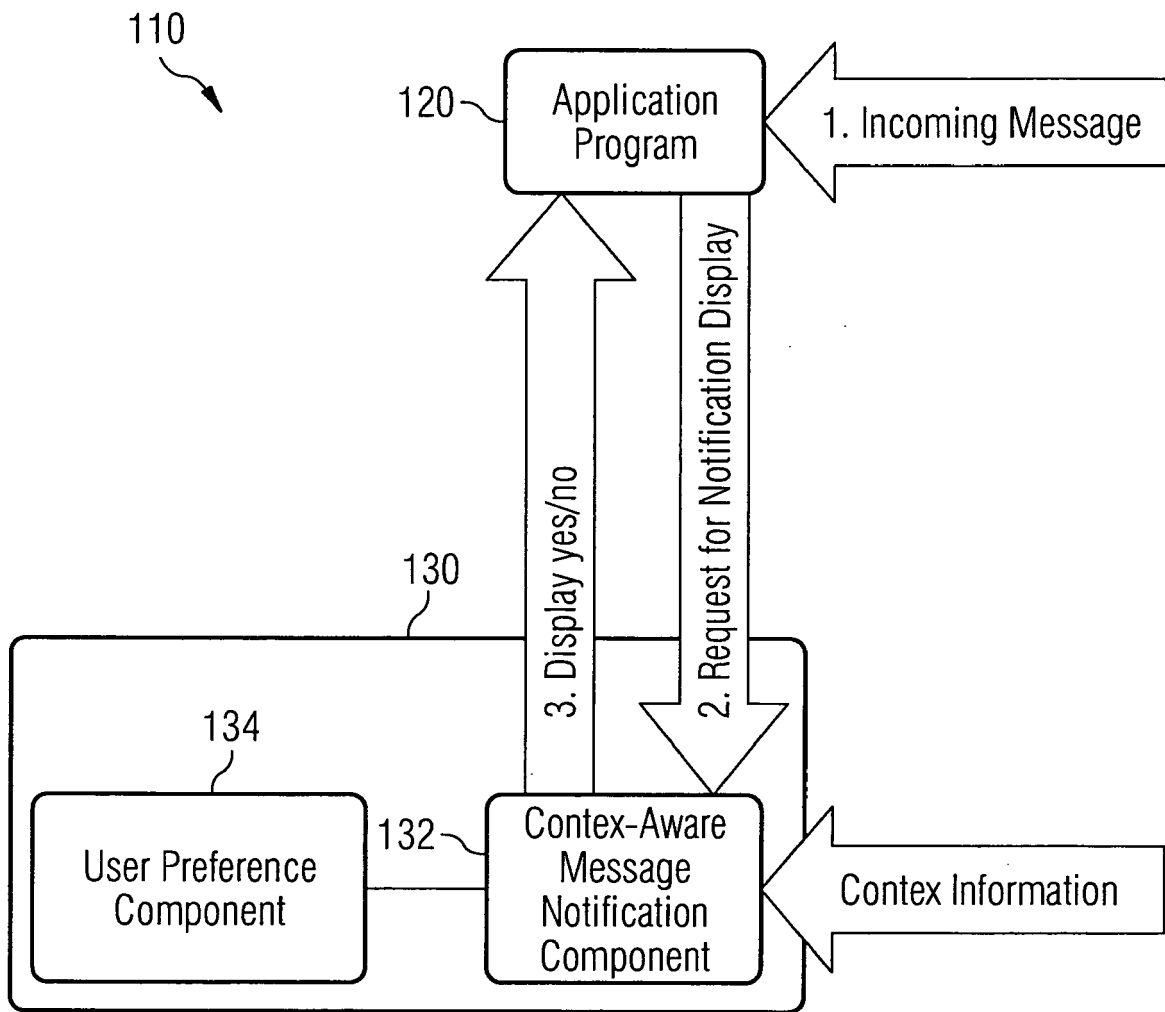 110
120
Application
Program
1. Incoming Message
3. Display yes/no
2. Request for Notification Display
130
134
User Preference
Component
132
Contex-Aware
Message
Notification
Component
Contex Information